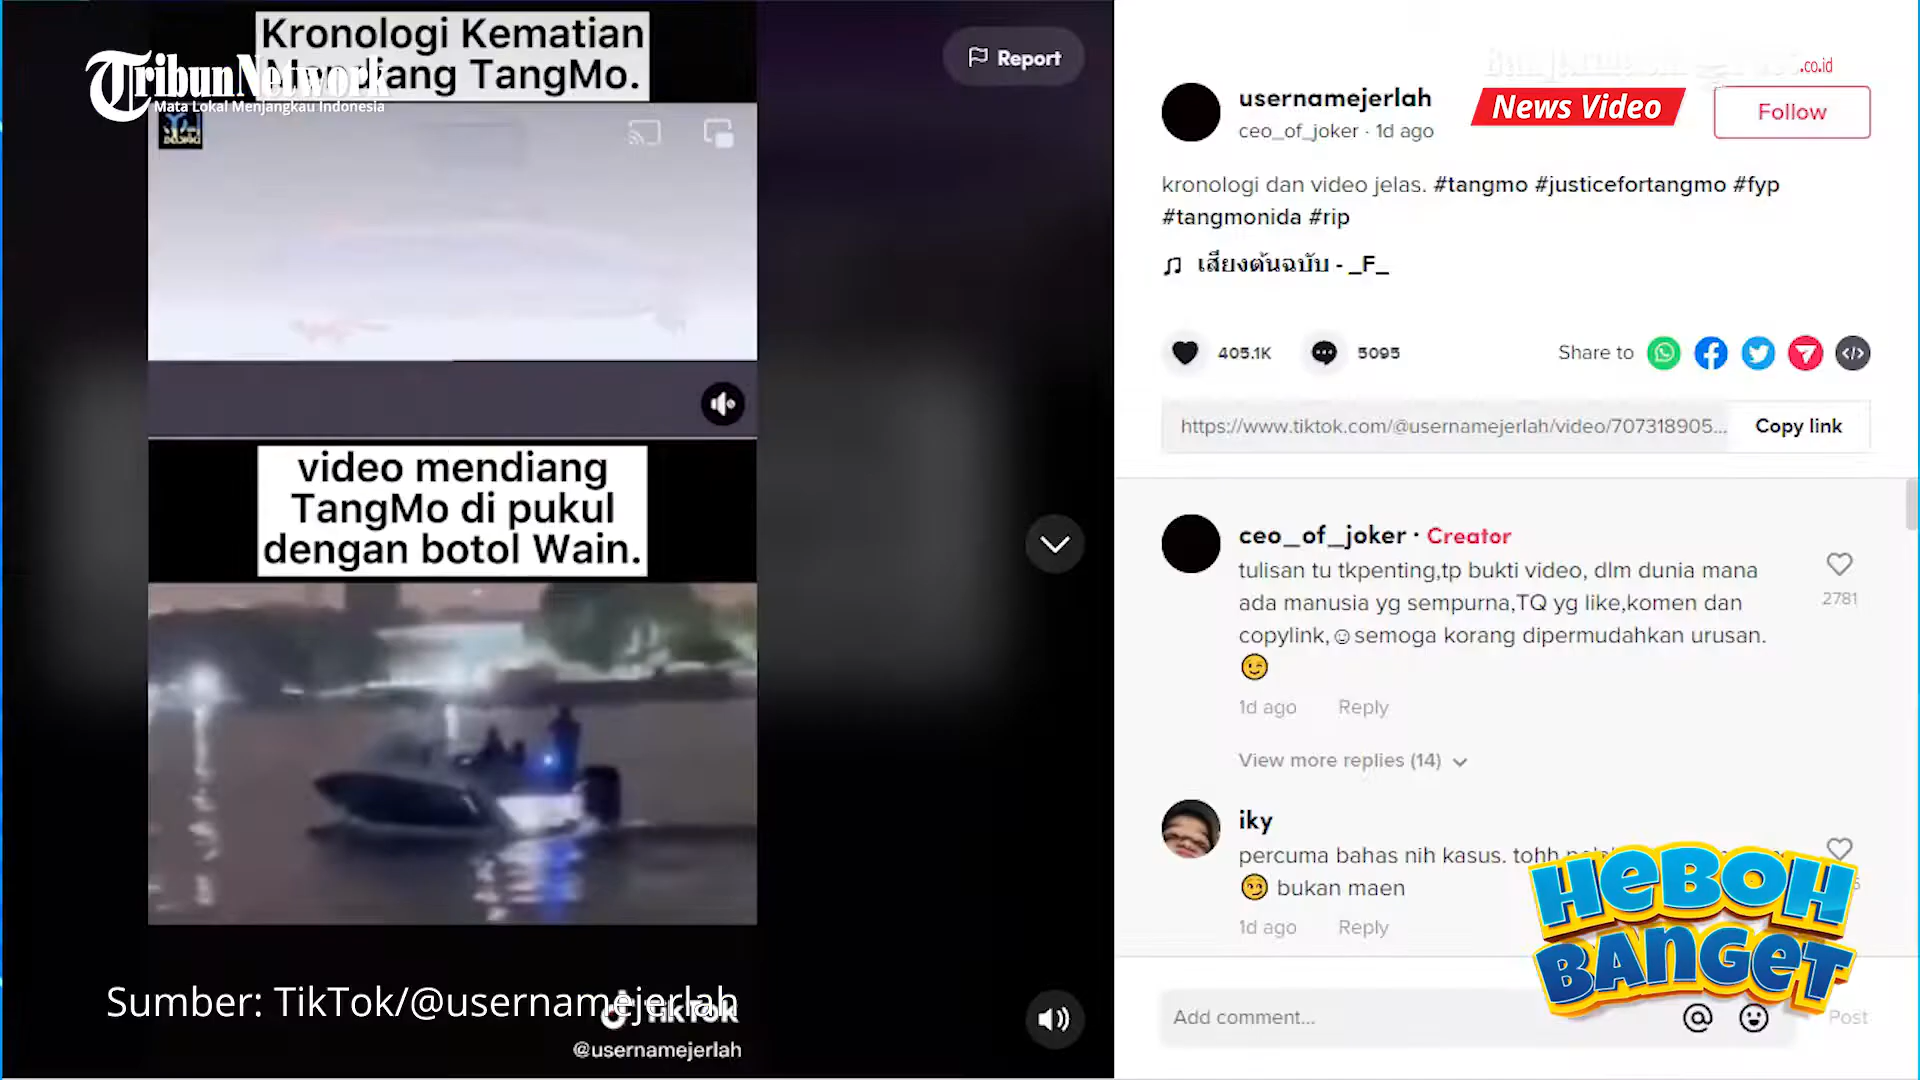 Kronologi Kematian
Mendiang TangMo.
TribunNetwork
Mata Lokal Menjangkau Indonesia
Report
video mendiang
TangMo di pukul
dengan botol Wain.
Sumber: TikTok/@usernamejerlah
TikTok
@usernamejerlah
.co.id
News Video
usernamejerlah
ceo_of_joker · 1d ago
Follow
kronologi dan video jelas. #tangmo #justicefortangmo #fyp
#tangmonida #rip
เสียงต้นฉบับ - _F_
405.1K
5095
Share to
https://www.tiktok.com/@usernamejerlah/video/707318905...
Copy link
ceo_of_joker · Creator
tulisan tu tkpenting,tp bukti video, dlm dunia mana
ada manusia yg sempurna,TQ yg like,komen dan
copylink,☺semoga korang dipermudahkan urusan.
😉
2781
1d ago Reply
View more replies (14)
iky
percuma bahas nih kasus. tohh
😏 bukan maen
1d ago Reply
HEBOH
BANGET
Add comment...
Post